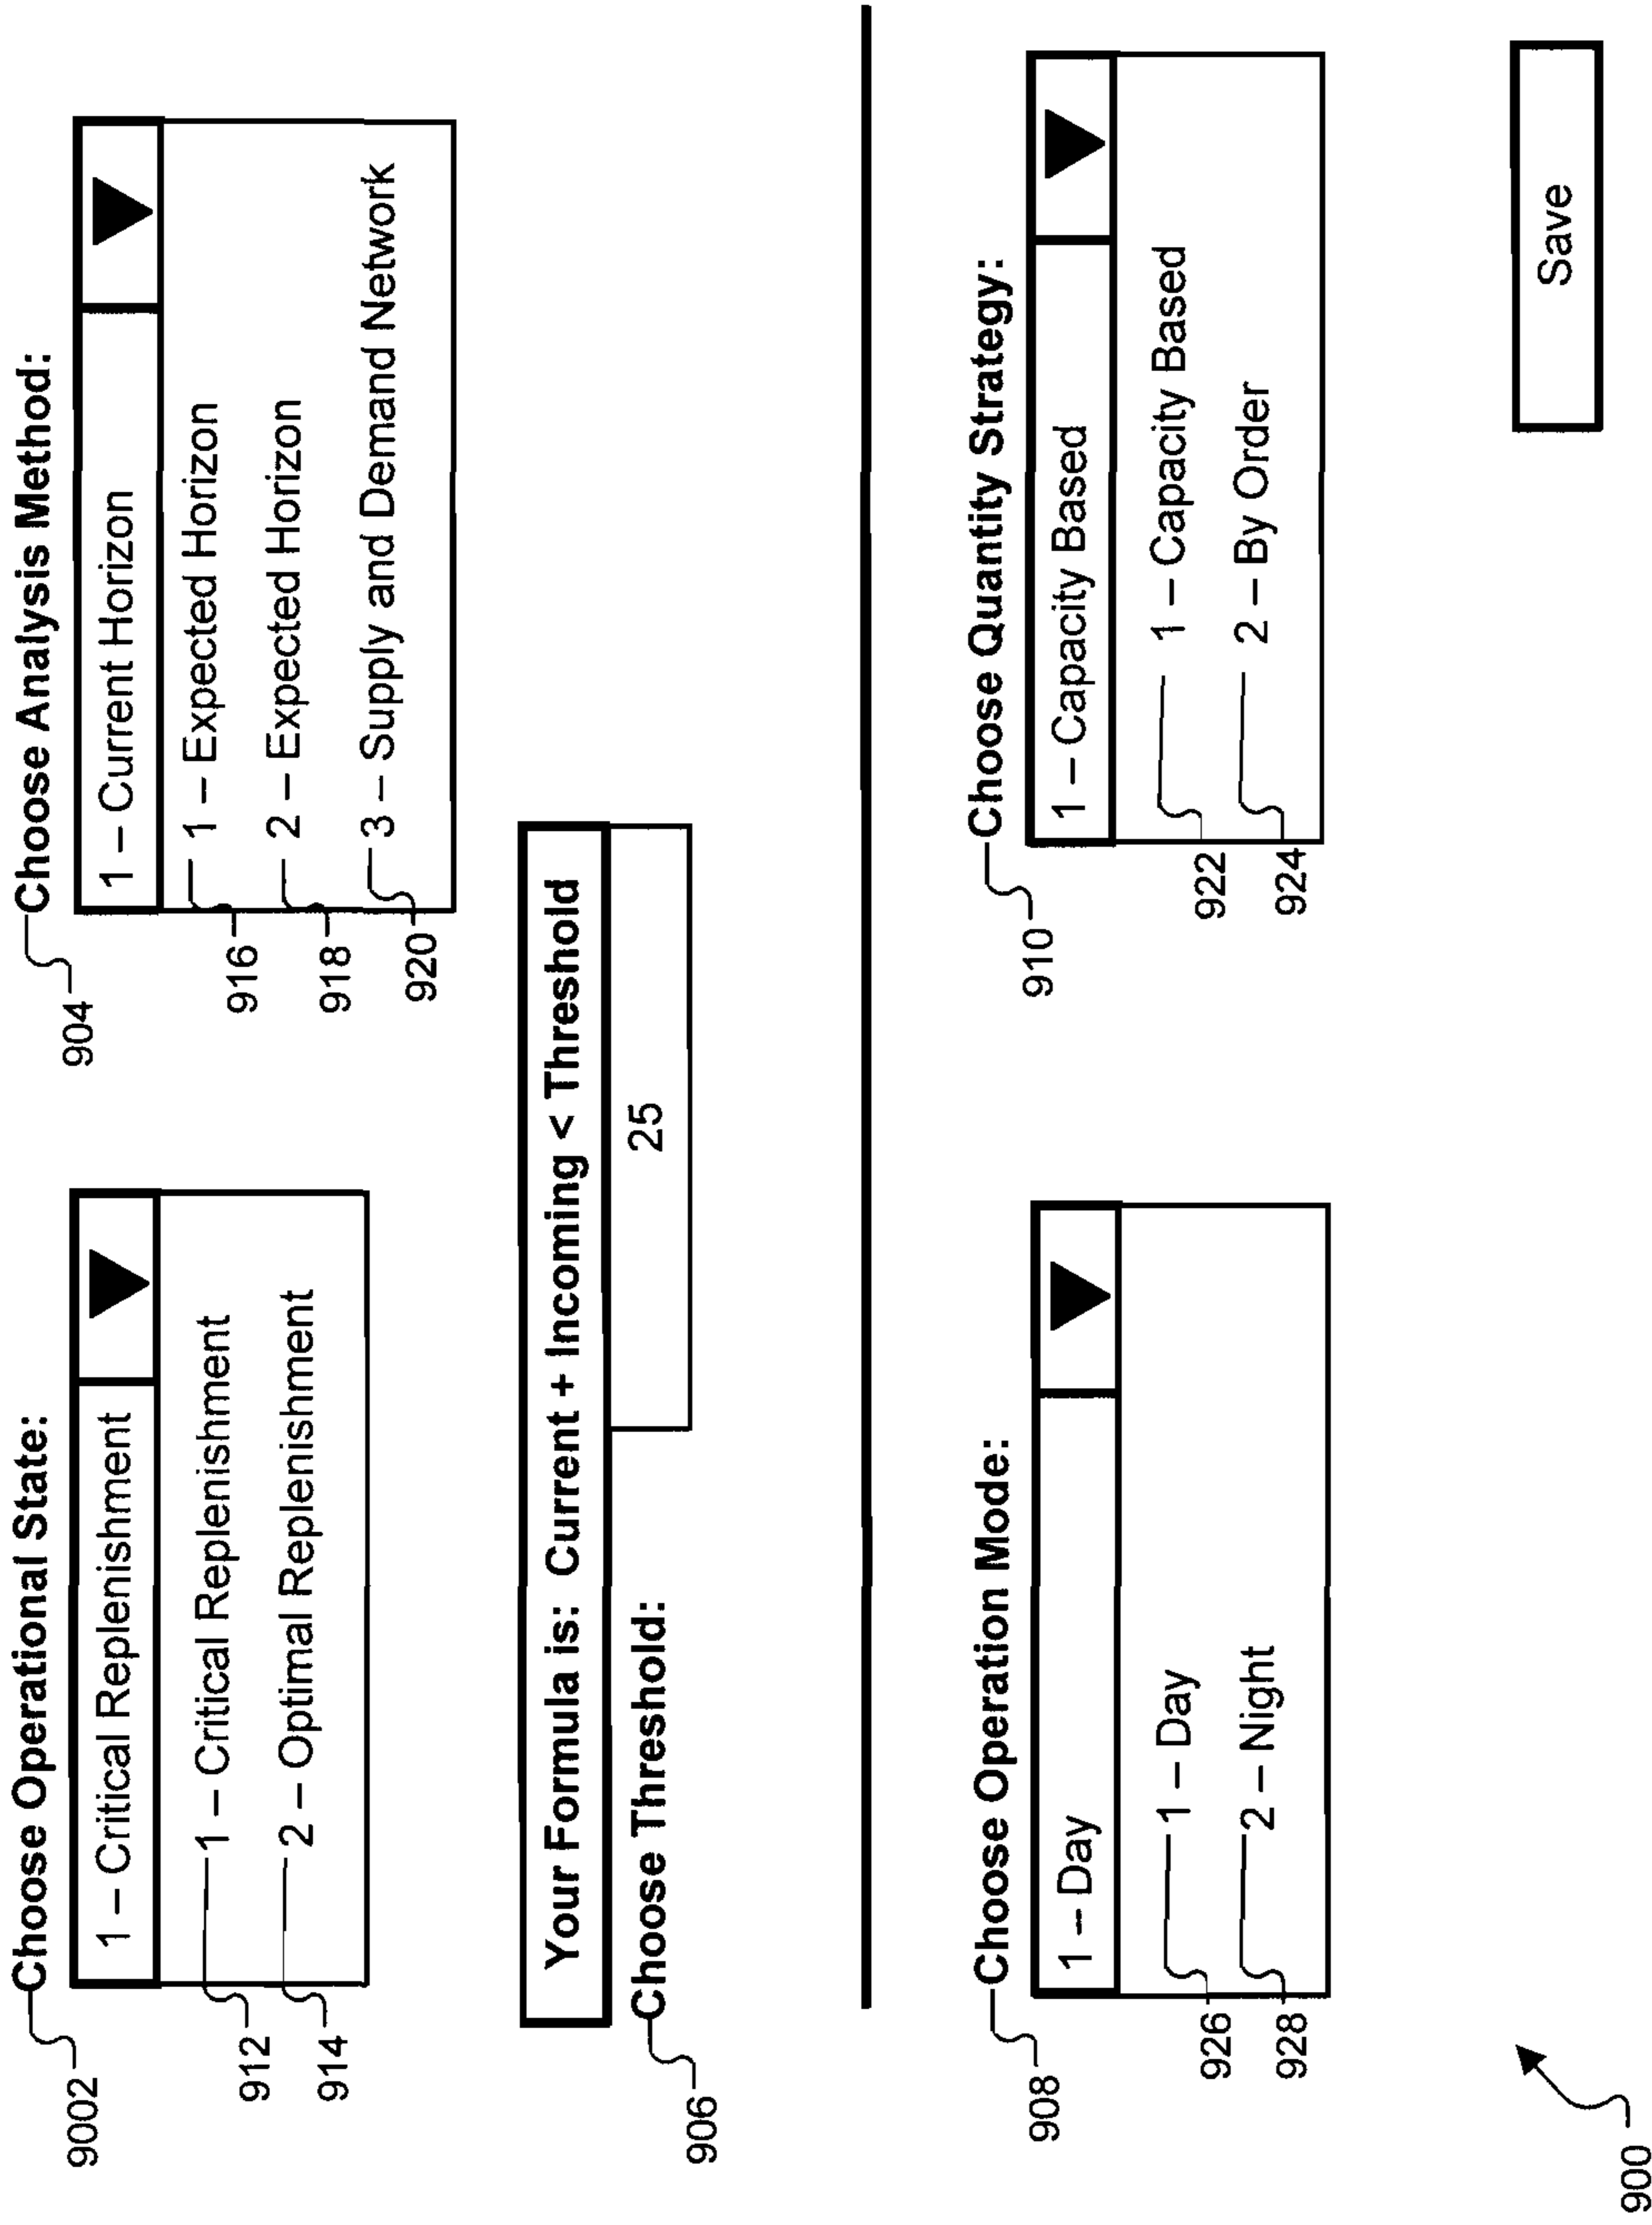 9002
Choose Operational State:
1 – Critical Replenishment
912
1 – Critical Replenishment
914
2 – Optimal Replenishment
904
Choose Analysis Method:
1 – Current Horizon
916
1 – Expected Horizon
918
2 – Expected Horizon
920
3 – Supply and Demand Network
Your Formula is: Current + Incoming < Threshold
906
Choose Threshold:
25
908
Choose Operation Mode:
1 – Day
926
1 – Day
928
2 – Night
910
Choose Quantity Strategy:
1 – Capacity Based
922
1 – Capacity Based
924
2 – By Order
Save
900